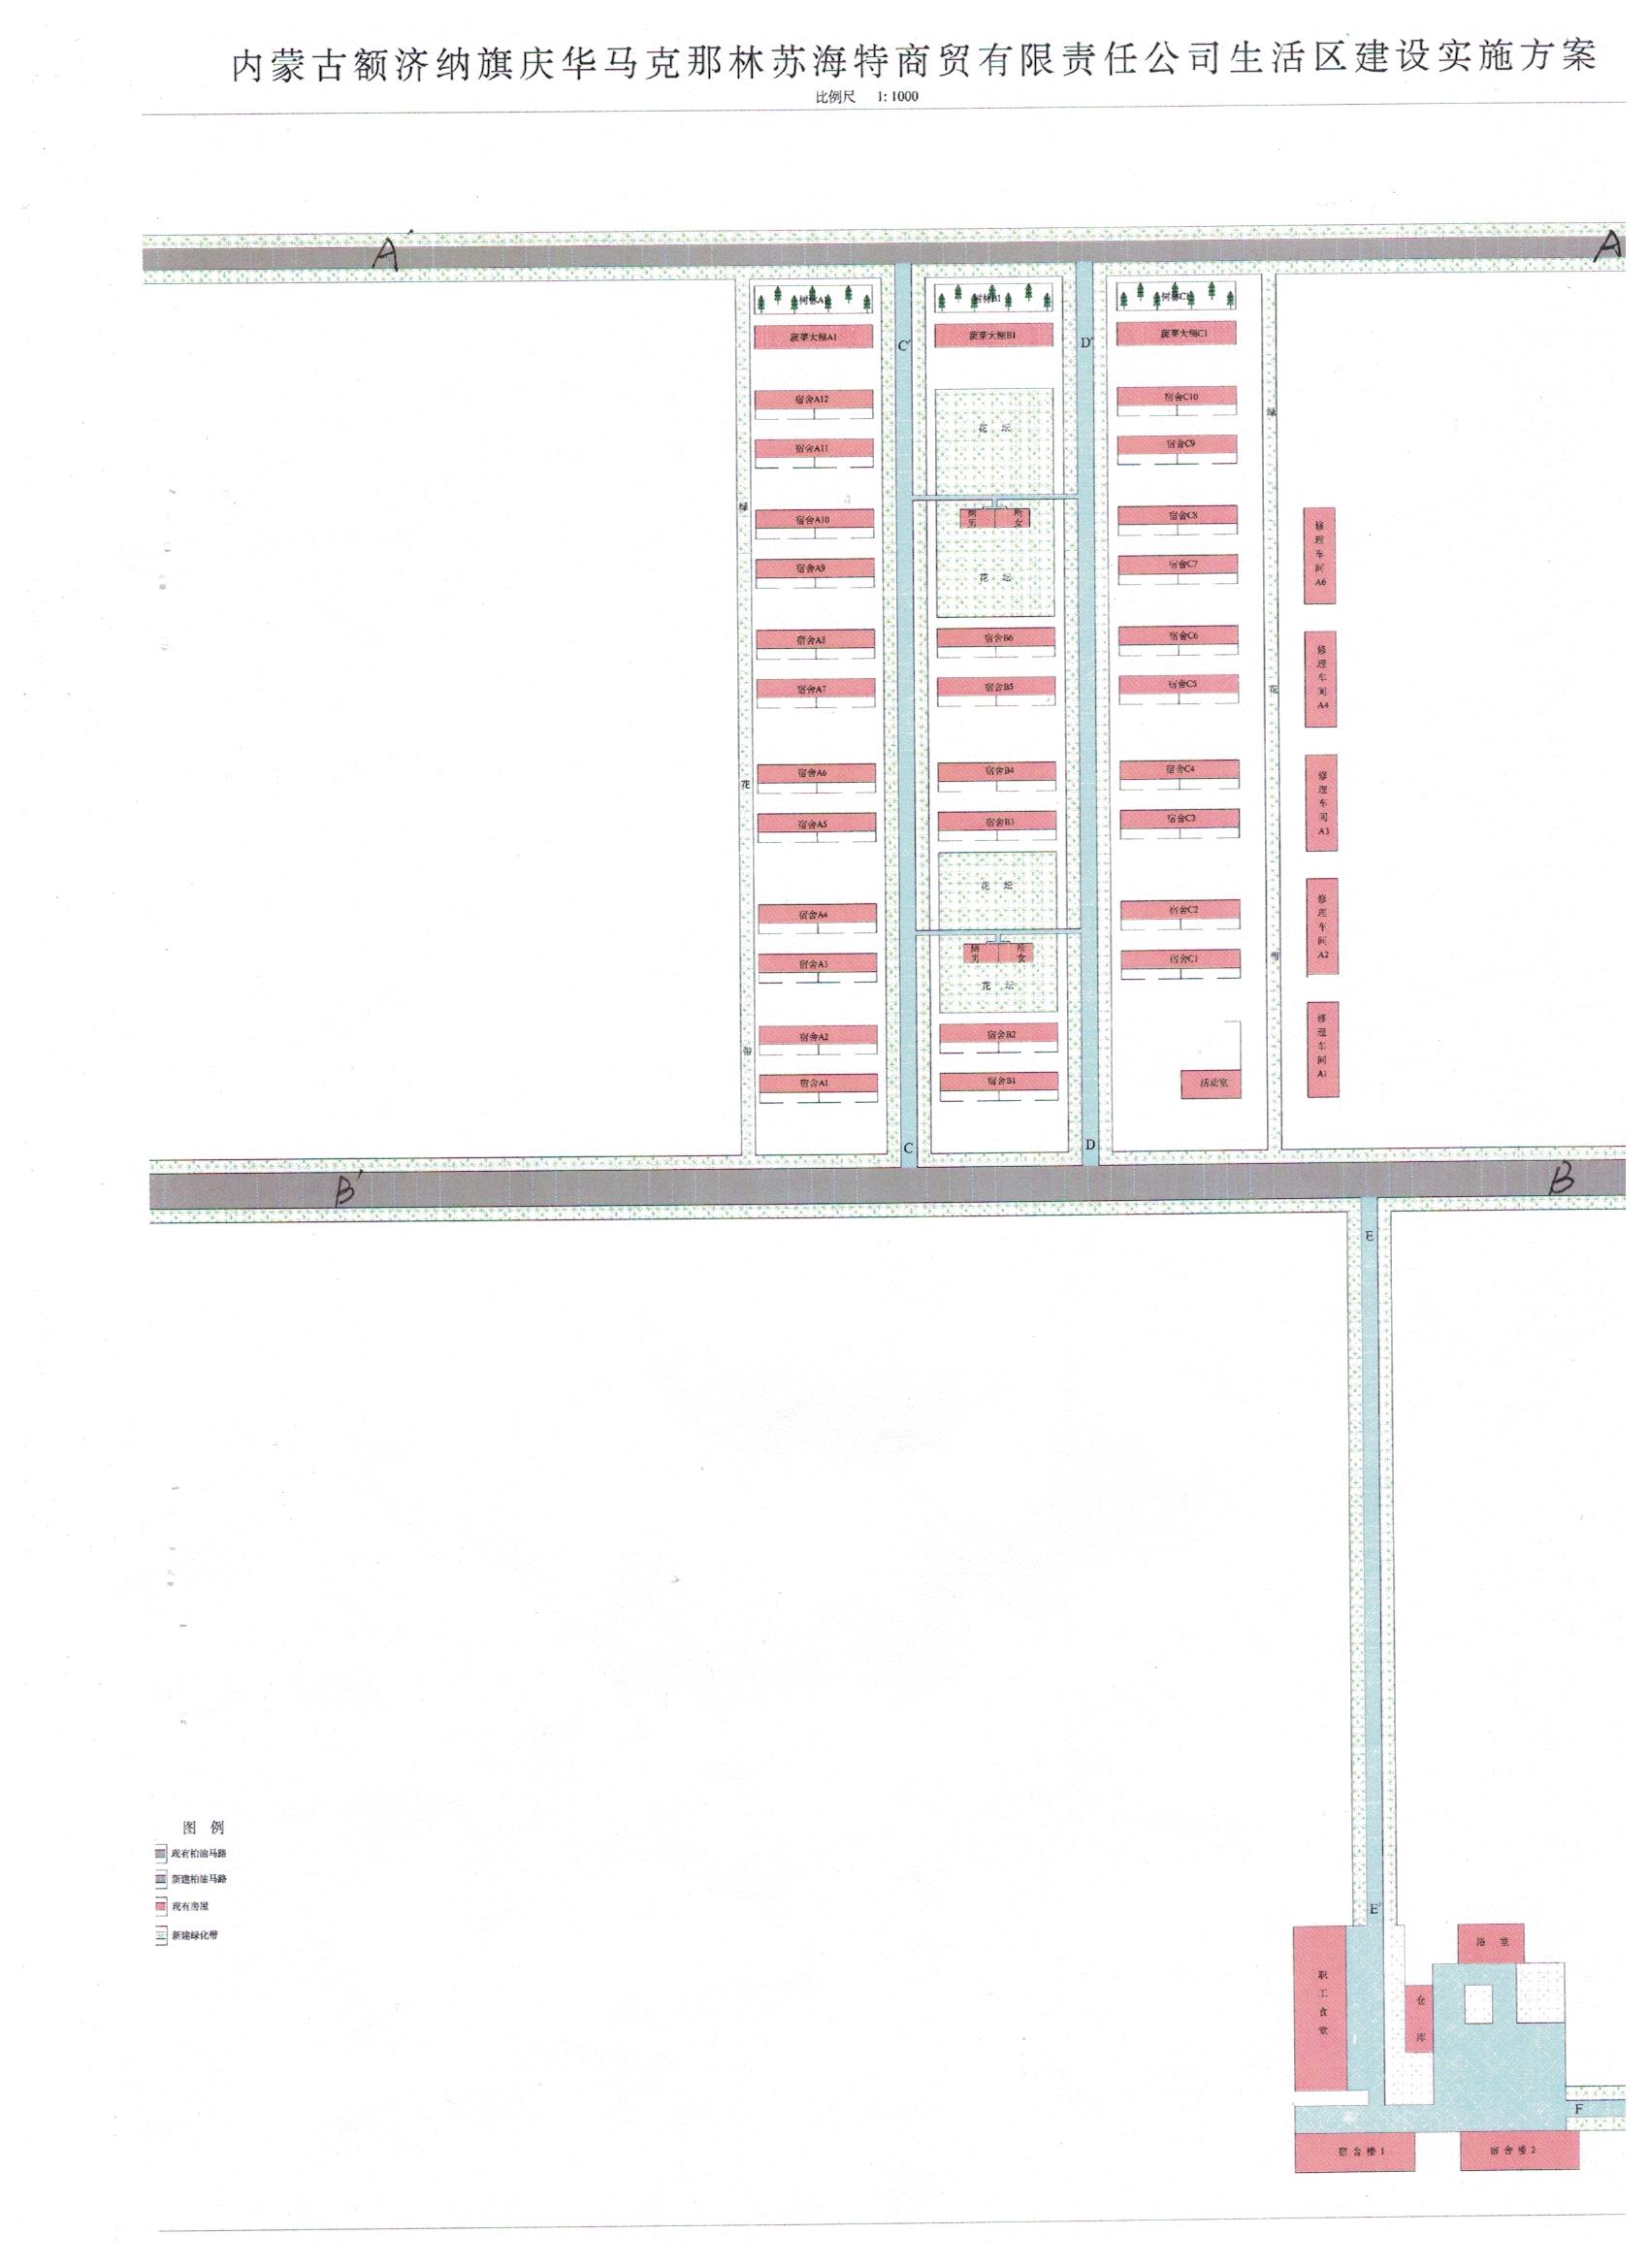 内蒙古额济纳旗庆华马克那林苏海特商贸有限责任公司生活区建设实施方案
比例尺 1:1000
A′
A
树林A1
树林B1
树林C1
蔬菜大棚A1
蔬菜大棚B1
蔬菜大棚C1
C′
D′
宿舍A12
宿舍C10
绿
花 坛
宿舍A11
宿舍C9
绿
宿舍A10
男厕
女厕
宿舍C8
修理车间A6
宿舍A9
花 坛
宿舍C7
宿舍A8
宿舍B6
宿舍C6
修理车间A4
宿舍A7
宿舍B5
宿舍C5
花
宿舍A6
宿舍B4
宿舍C4
花
修理车间A3
宿舍A5
宿舍B3
宿舍C3
花 坛
宿舍A4
宿舍C2
修理车间A2
宿舍A3
男厕
女厕
宿舍C1
带
花 坛
宿舍A2
宿舍B2
修理车间A1
带
宿舍A1
宿舍B1
活动室
C
D
B′
B
E
E′
图 例
现有柏油马路
新建柏油马路
现有房屋
新建绿化带
职工食堂
浴 室
仓库
F
宿舍楼1
宿舍楼2